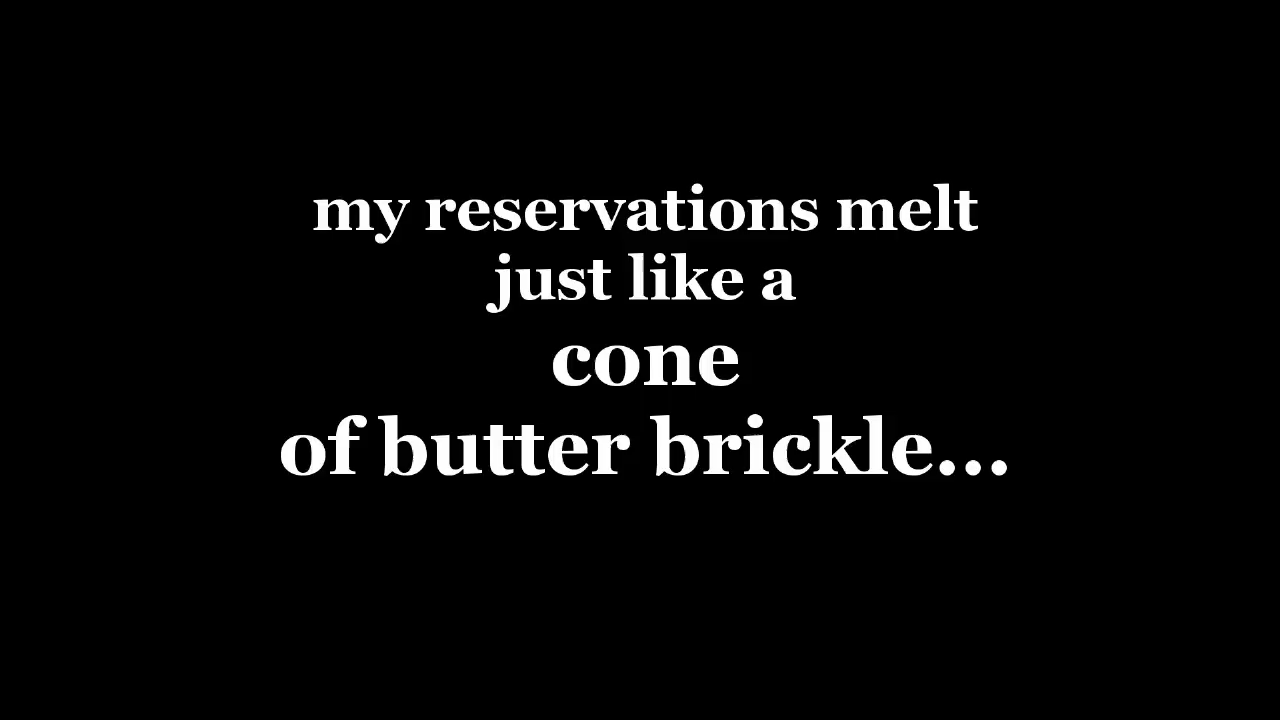 my reservations melt
just like a
cone
of butter brickle...